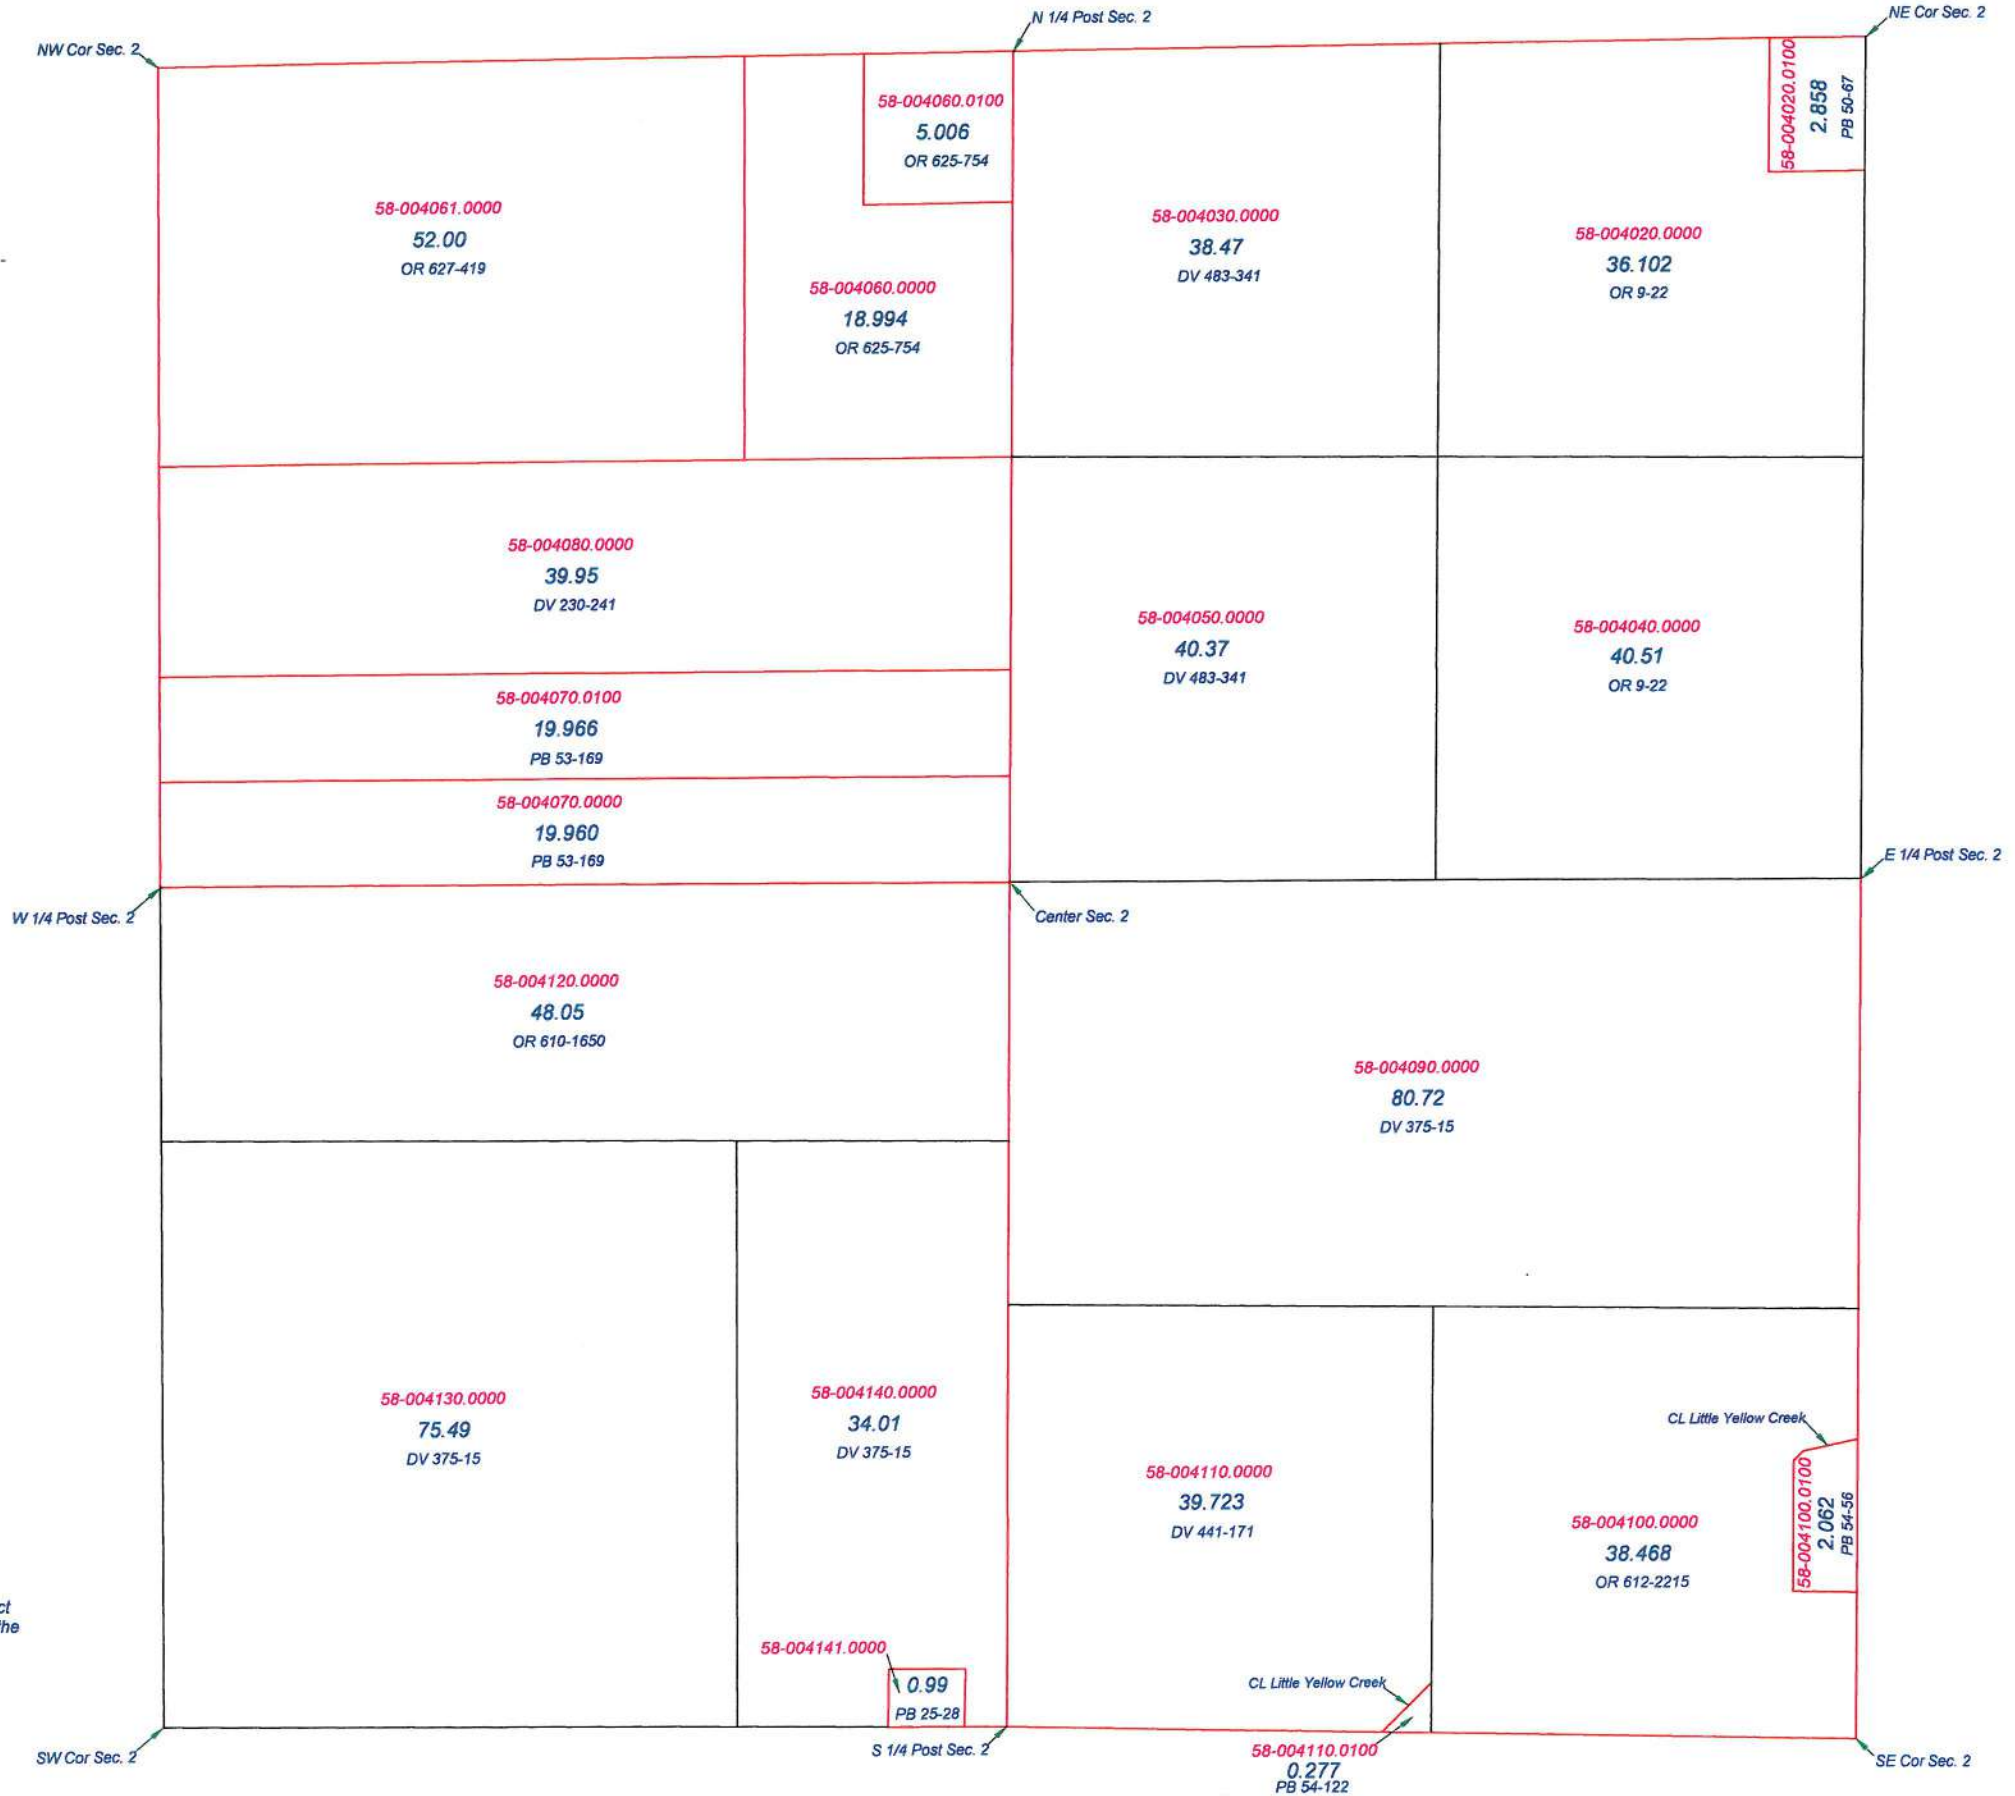 N 1/4 Post Sec. 2
NE Cor Sec. 2
NW Cor Sec. 2
58-004060.0100
5.006
OR 625-754
58-004020.0100
2.858
PB 50-67
58-004061.0000
52.00
OR 627-419
58-004030.0000
38.47
DV 483-341
58-004020.0000
36.102
OR 9-22
58-004060.0000
18.994
OR 625-754
58-004080.0000
39.95
DV 230-241
58-004050.0000
40.37
DV 483-341
58-004040.0000
40.51
OR 9-22
58-004070.0100
19.966
PB 53-169
58-004070.0000
19.960
PB 53-169
E 1/4 Post Sec. 2
W 1/4 Post Sec. 2
Center Sec. 2
58-004120.0000
48.05
OR 610-1650
58-004090.0000
80.72
DV 375-15
58-004130.0000
75.49
DV 375-15
58-004140.0000
34.01
DV 375-15
CL Little Yellow Creek
58-004110.0000
39.723
DV 441-171
58-004100.0000
38.468
OR 612-2215
58-004100.0100
2.062
PB 54-56
ct
the
58-004141.0000
0.99
PB 25-28
CL Little Yellow Creek
SW Cor Sec. 2
S 1/4 Post Sec. 2
58-004110.0100
0.277
PB 54-122
SE Cor Sec. 2